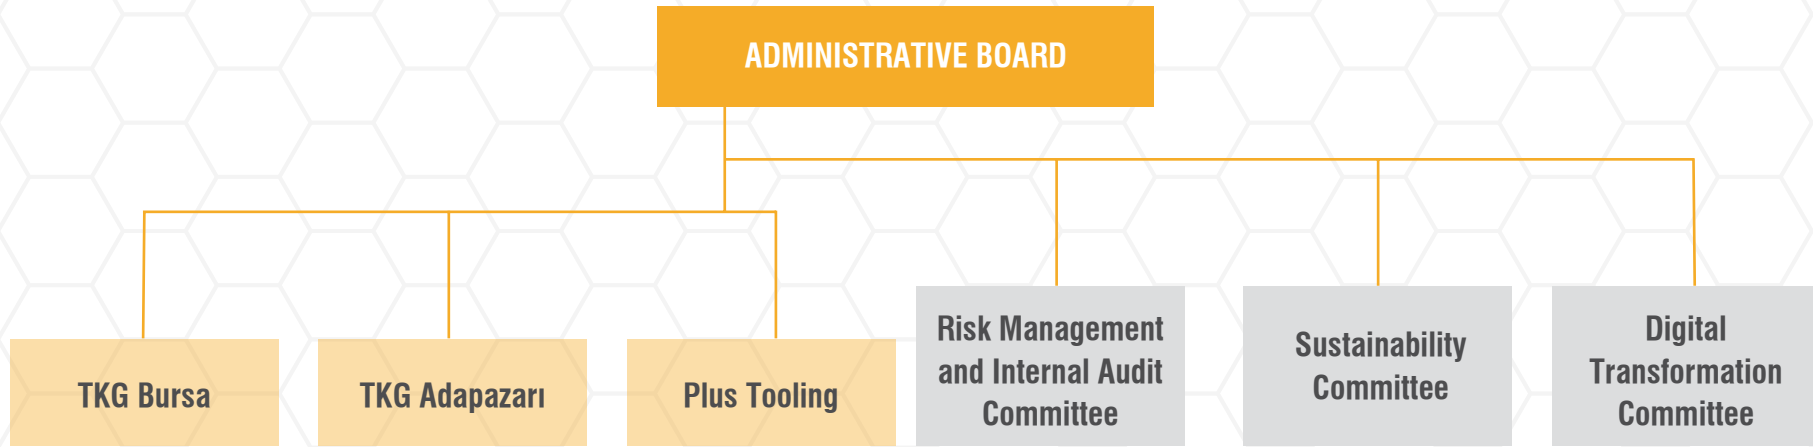 ADMINISTRATIVE BOARD
TKG Bursa
TKG Adapazarı
Plus Tooling
Risk Management
and Internal Audit
Committee
Sustainability
Committee
Digital
Transformation
Committee